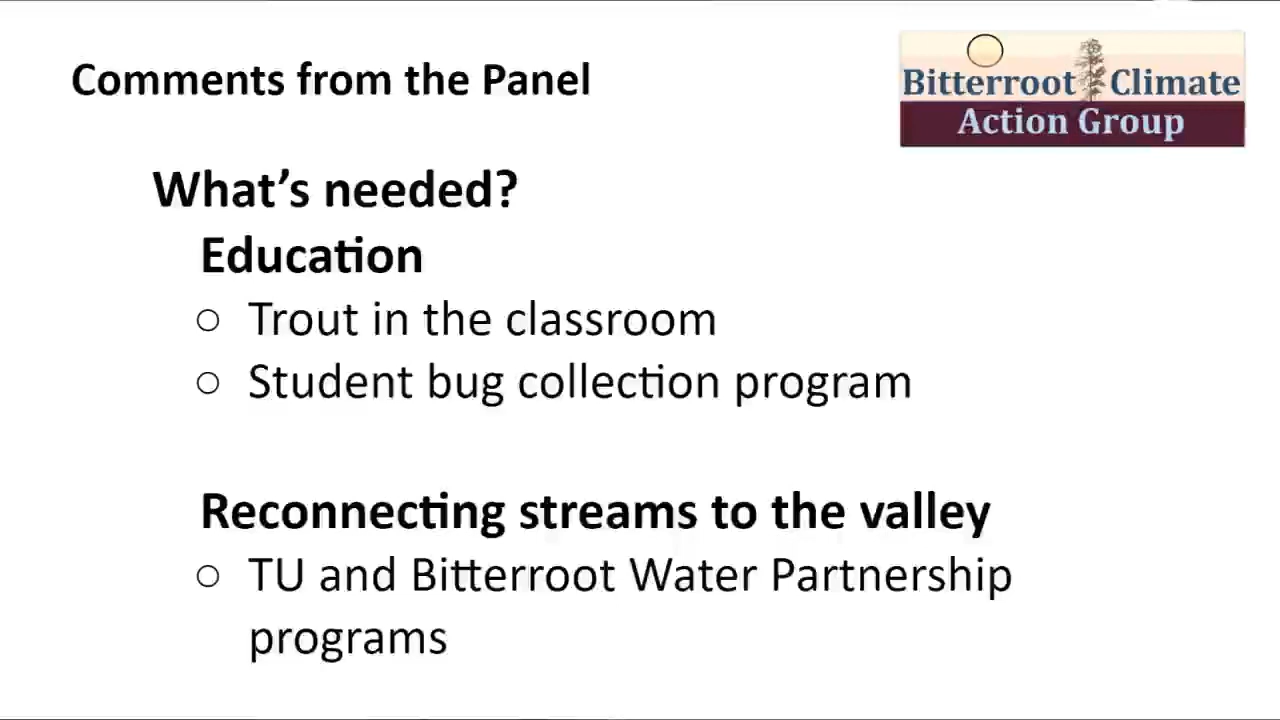 Comments from the Panel
Bitterroot Climate
Action Group
What's needed?
Education
○ Trout in the classroom
○ Student bug collection program
Reconnecting streams to the valley
○ TU and Bitterroot Water Partnership
programs